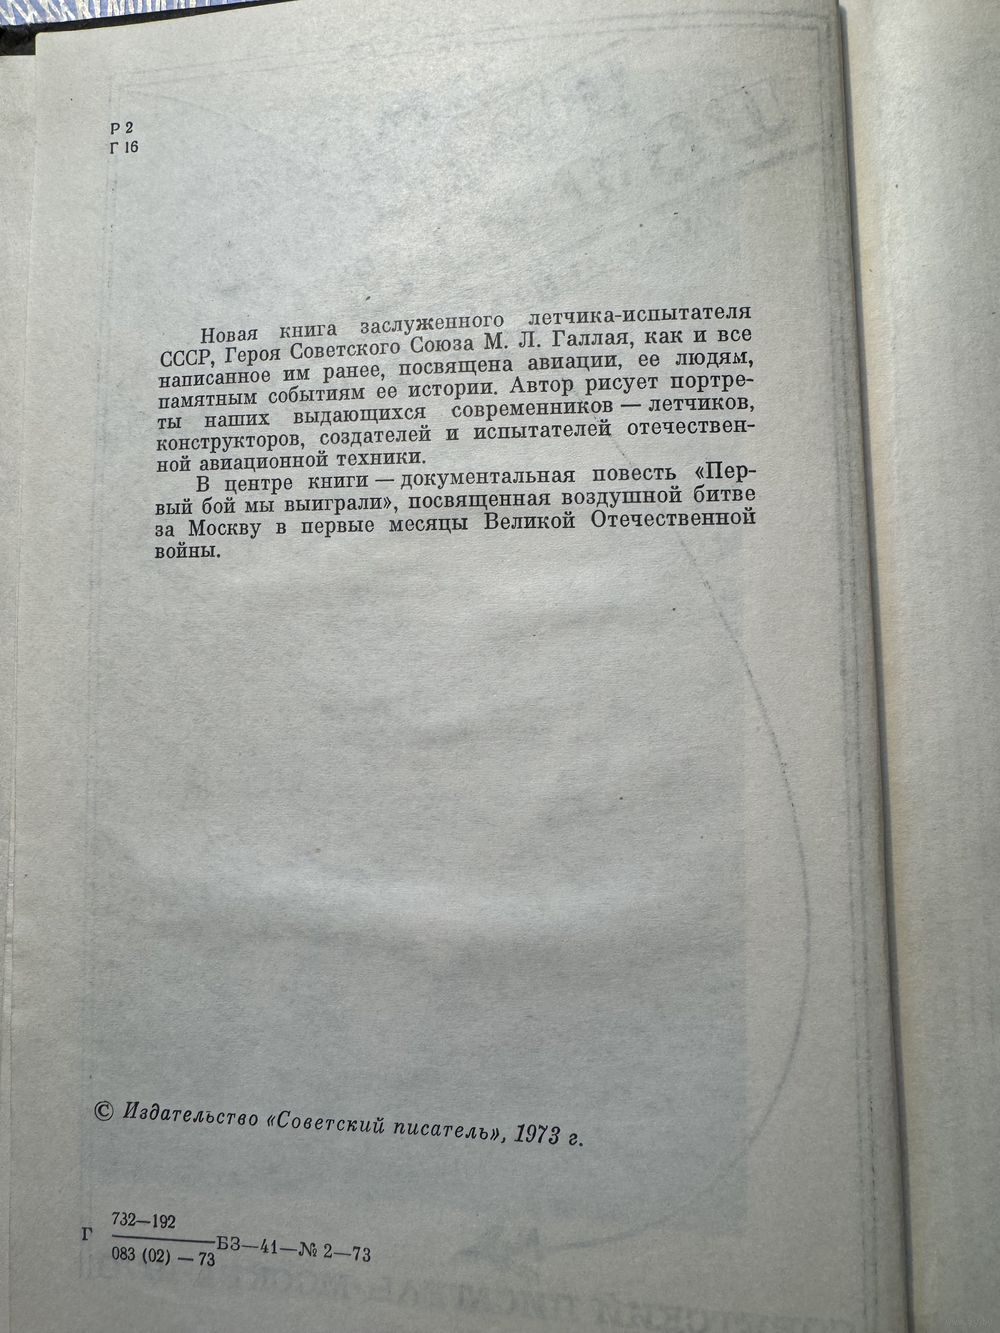 Р 2
Г 16
Новая книга заслуженного летчика-испытателя
СССР, Героя Советского Союза М. Л. Галлая, как и все
написанное им ранее, посвящена авиации, ее людям,
памятным событиям ее истории. Автор рисует портре-
ты наших выдающихся современников — летчиков,
конструкторов, создателей и испытателей отечествен-
ной авиационной техники.
В центре книги — документальная повесть «Пер-
вый бой мы выиграли», посвященная воздушной битве
за Москву в первые месяцы Великой Отечественной
войны.
© Издательство «Советский писатель», 1973 г.
732—192
Г БЗ—41—№ 2—73
083 (02) — 73